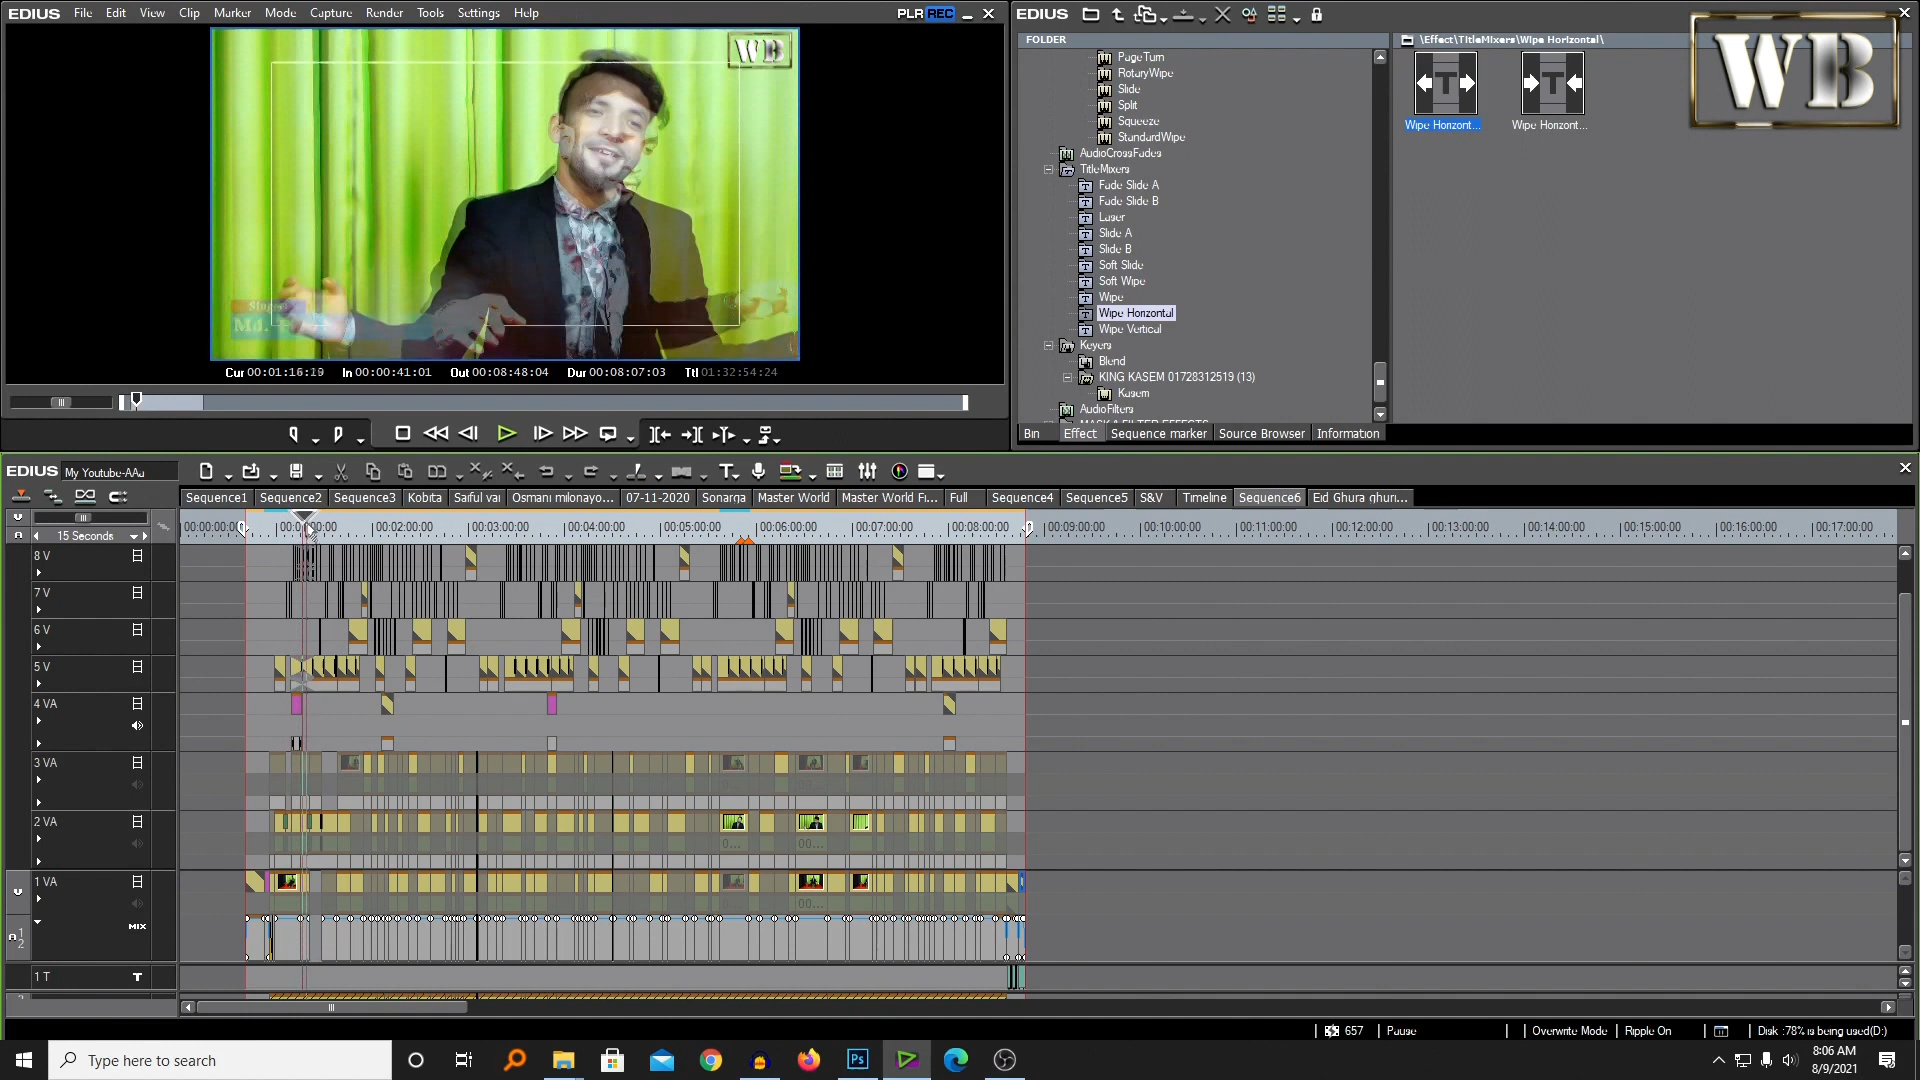 EDIUS File Edit View Clip Marker Mode Capture Render Tools Settings Help PLR REC
WB
Singer
Md.
Cur 00:01:16:19 In 00:00:41:01 Out 00:08:48:04 Dur 00:08:07:03 Ttl 01:32:54:24
EDIUS
FOLDER
PageTurn
RotaryWipe
Slide
Split
Squeeze
StandardWipe
AudioCrossFades
TitleMixers
Fade Slide A
Fade Slide B
Laser
Slide A
Slide B
Soft Slide
Soft Wipe
Wipe
Wipe Horizontal
Wipe Vertical
Keyers
Blend
KING KASEM 01728312519 (13)
Kasem
AudioFilters
Bin Effect Sequence marker Source Browser Information
\Effect\TitleMixers\Wipe Horizontal\
Wipe Horizont... Wipe Horizont...
WB
EDIUS My Youtube-AAa
Sequence1 Sequence2 Sequence3 Kobita Saiful vai Osmani milonayo... 07-11-2020 Sonarga Master World Master World Fi... Full Sequence4 Sequence5 S&V Timeline Sequence6 Eid Ghura ghuri...
15 Seconds
00:02:00:00 00:03:00:00 00:04:00:00 00:05:00:00 00:06:00:00 00:07:00:00 00:08:00:00 00:09:00:00 00:10:00:00 00:11:00:00 00:12:00:00 00:13:00:00 00:14:00:00 00:15:00:00 00:16:00:00 00:17:00:00
8 V
7 V
6 V
5 V
4 VA
3 VA
2 VA
0... 00...
1 VA
00...
MIX
1
2
1 T T
657 Pause Overwrite Mode Ripple On Disk :78% is being used(D:)
Type here to search
Ps
8:06 AM
8/9/2021